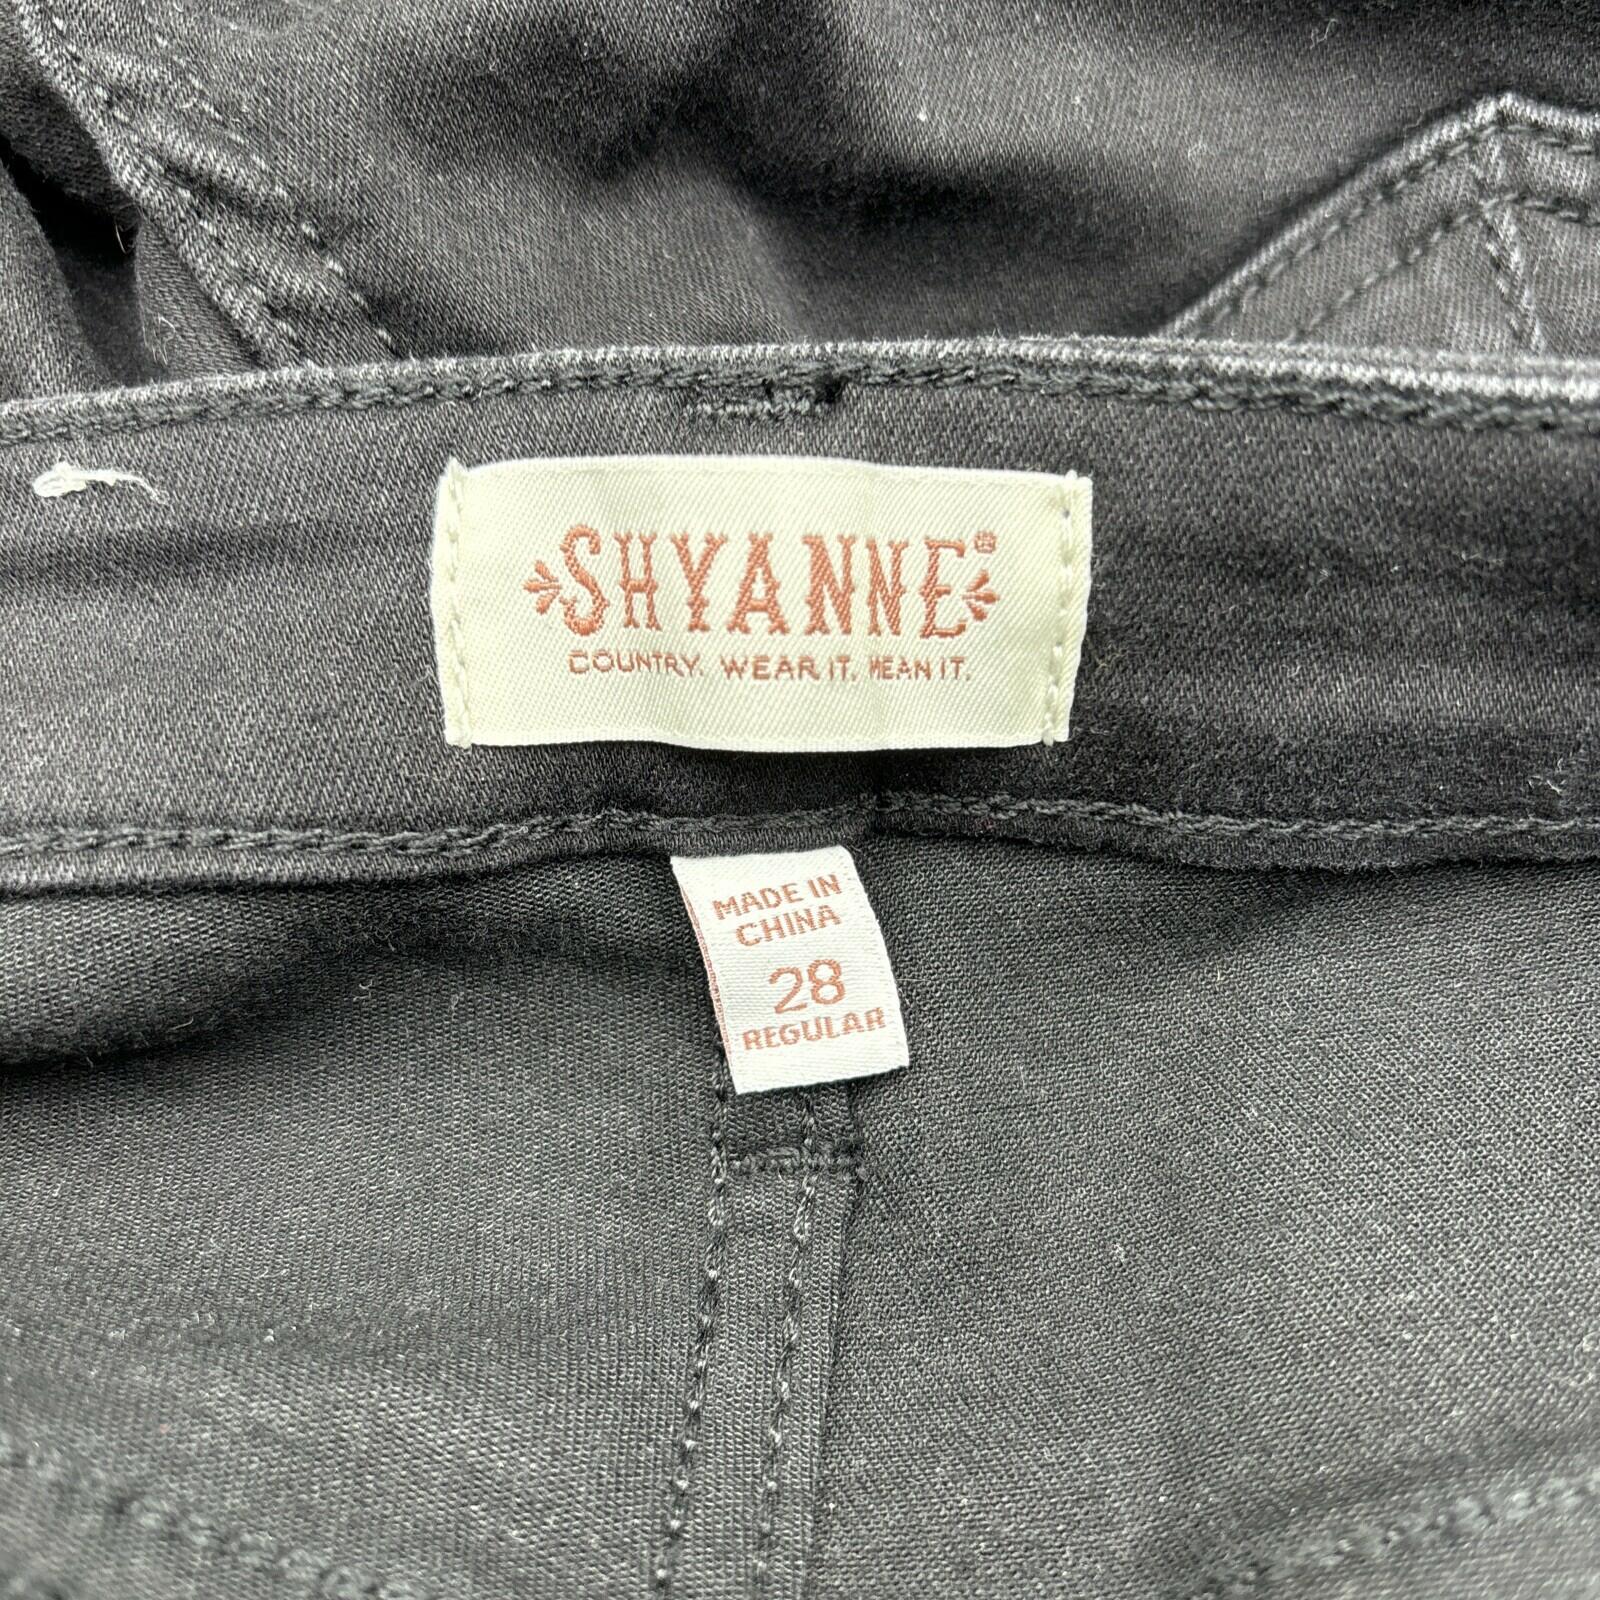 SHYANNE®
COUNTRY. WEAR IT. MEAN IT.
MADE IN
CHINA
28
REGULAR